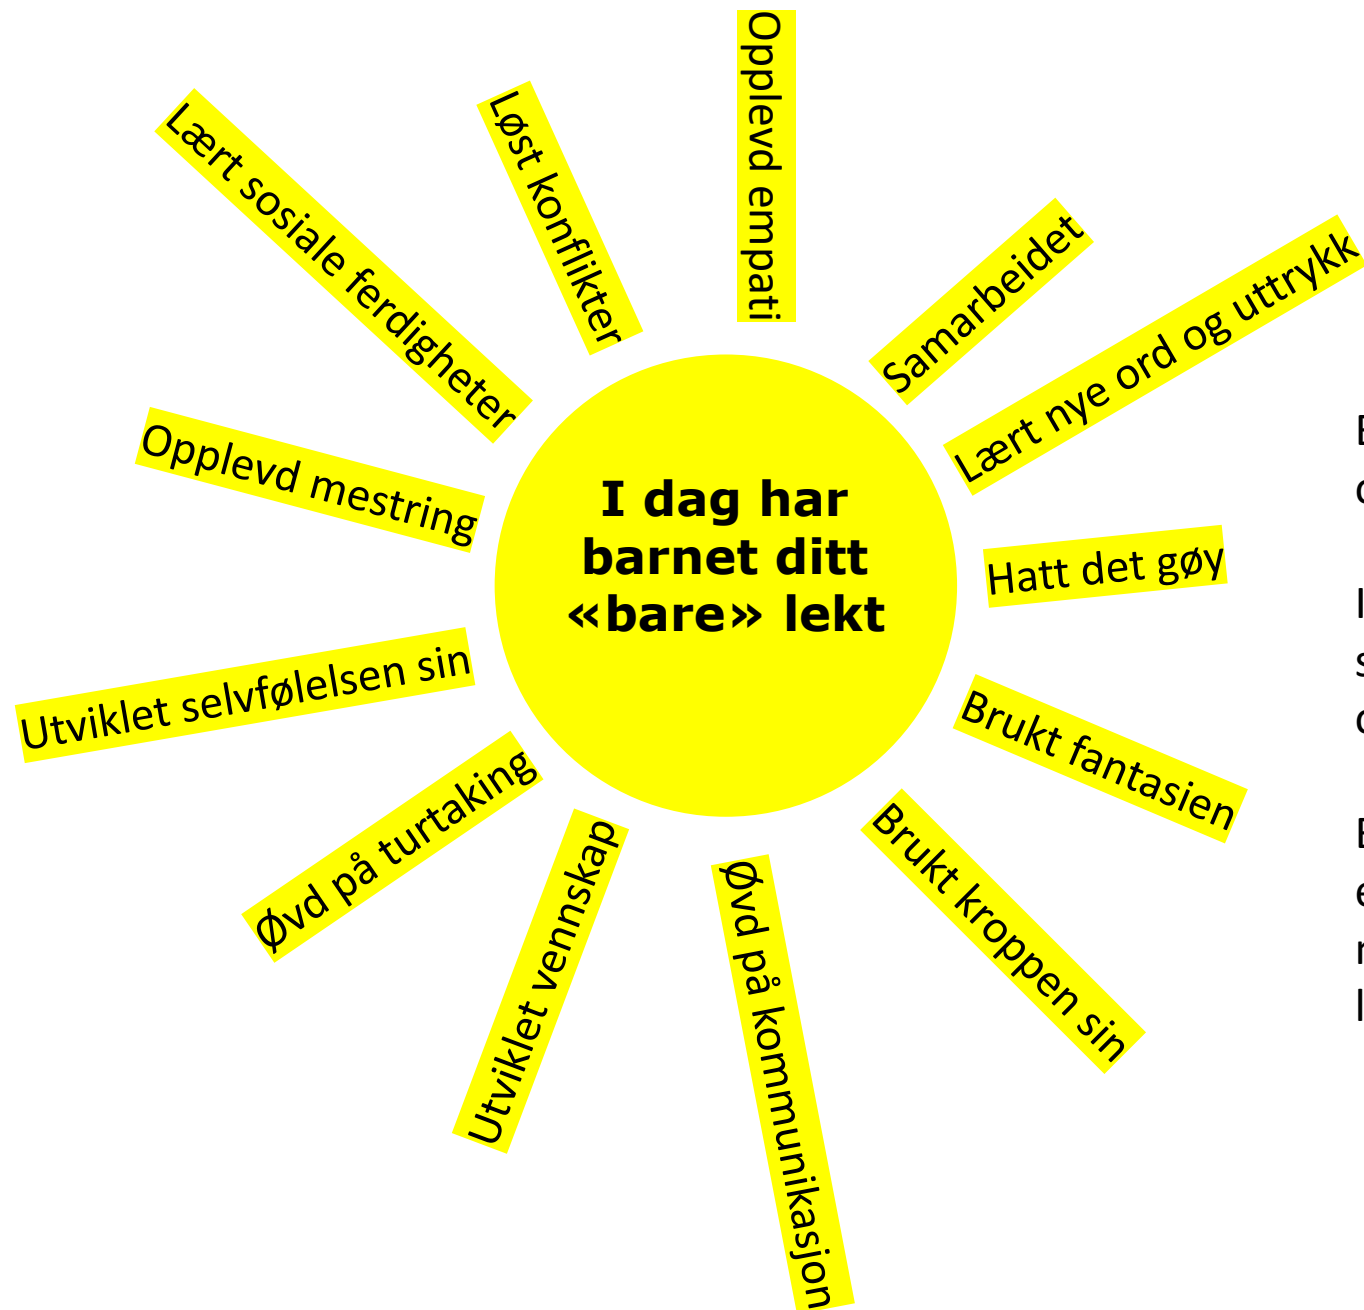 I dag har
barnet ditt
«bare» lekt
Opplevd empati
Samarbeidet
Lært nye ord og uttrykk
Hatt det gøy
Brukt fantasien
Brukt kroppen sin
Øvd på kommunikasjon
Utviklet vennskap
Øvd på turtaking
Utviklet selvfølelsen sin
Opplevd mestring
Lært sosiale ferdigheter
Løst konflikter